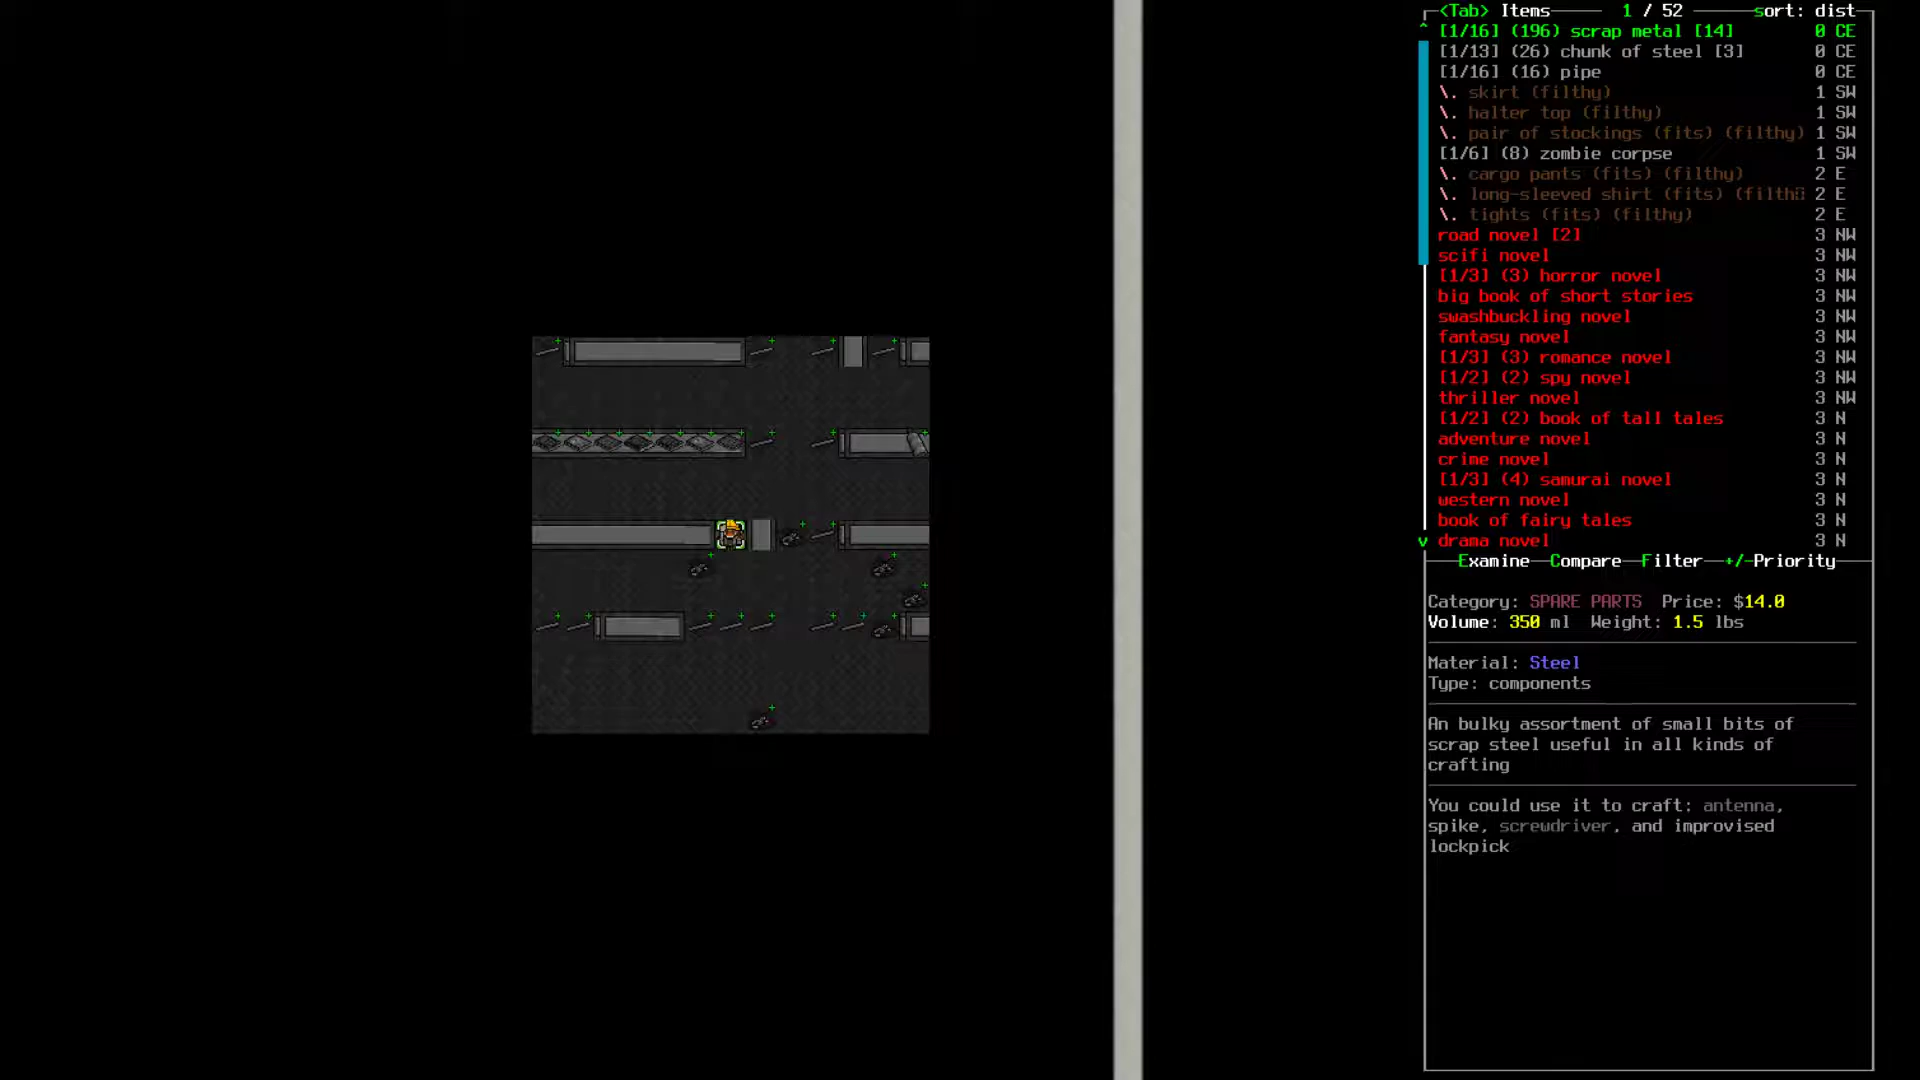 <Tab> Items 1 / 52 sort: dist
[1/16] (196) scrap metal [14] 0 CE
[1/13] (26) chunk of steel [3] 0 CE
[1/16] (16) pipe 0 CE
\. skirt (filthy) 1 SW
\. halter top (filthy) 1 SW
\. pair of stockings (fits) (filthy) 1 SW
[1/6] (8) zombie corpse 1 SW
\. cargo pants (fits) (filthy) 2 E
\. long-sleeved shirt (fits) (filth 2 E
\. tights (fits) (filthy) 2 E
road novel [2] 3 NW
scifi novel 3 NW
[1/3] (3) horror novel 3 NW
big book of short stories 3 NW
swashbuckling novel 3 NW
fantasy novel 3 NW
[1/3] (3) romance novel 3 NW
[1/2] (2) spy novel 3 NW
thriller novel 3 NW
[1/2] (2) book of tall tales 3 N
adventure novel 3 N
crime novel 3 N
[1/3] (4) samurai novel 3 N
western novel 3 N
book of fairy tales 3 N
v drama novel 3 N
Examine Compare Filter +/-Priority
Category: SPARE PARTS Price: $14.0
Volume: 350 ml Weight: 1.5 lbs
Material: Steel
Type: components
An bulky assortment of small bits of
scrap steel useful in all kinds of
crafting
You could use it to craft: antenna,
spike, screwdriver, and improvised
lockpick